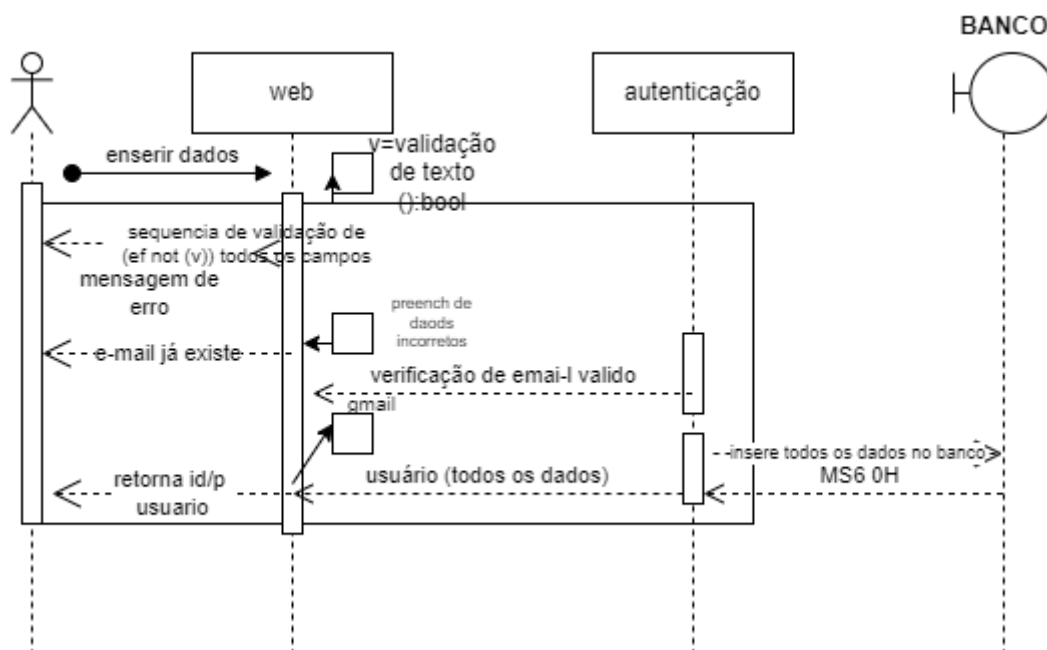 BANCO
web
autenticação
enserir dados
v=validação
de texto
():bool
sequencia de validação de
(ef not (v)) todos os campos
mensagem de
erro
preench de
daods
incorretos
e-mail já existe
verificação de emai-l valido
gmail
insere todos os dados no banco
MS6 0H
usuário (todos os dados)
retorna id/p
usuario